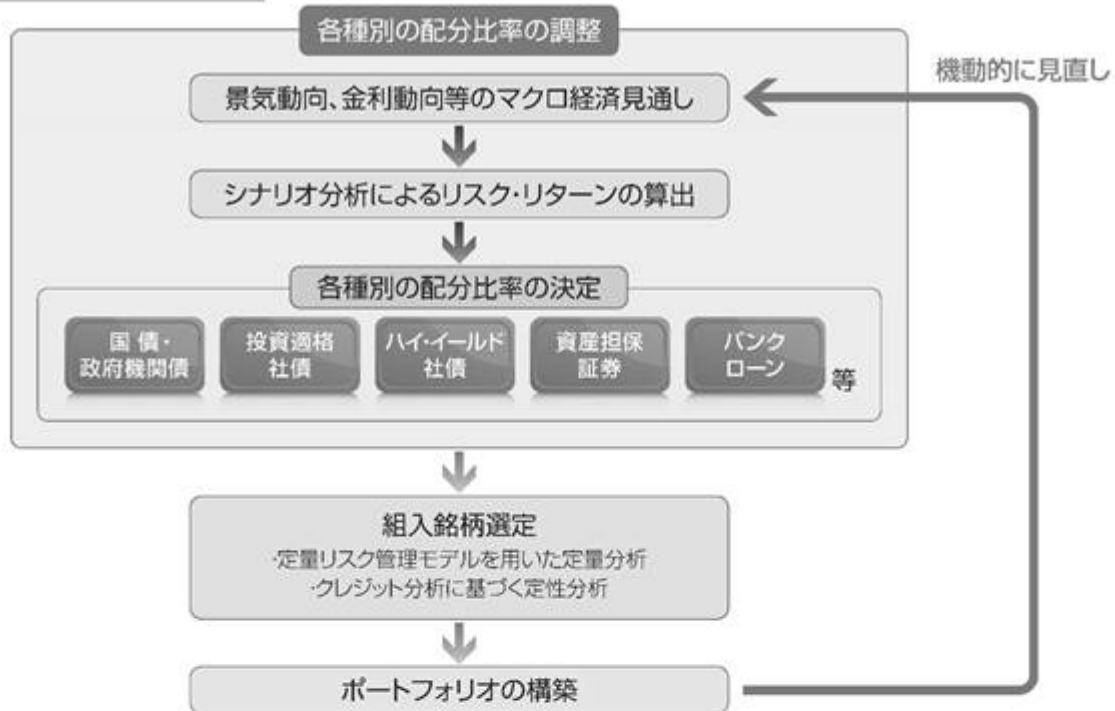 各種別の配分比率の調整
機動的に見直し
景気動向、金利動向等のマクロ経済見通し
シナリオ分析によるリスク・リターンの算出
各種別の配分比率の決定
国債・
政府機関債
投資適格
社債
ハイ・イールド
社債
資産担保
証券
バンク
ローン
等
組入銘柄選定
・定量リスク管理モデルを用いた定量分析
・クレジット分析に基づく定性分析
ポートフォリオの構築